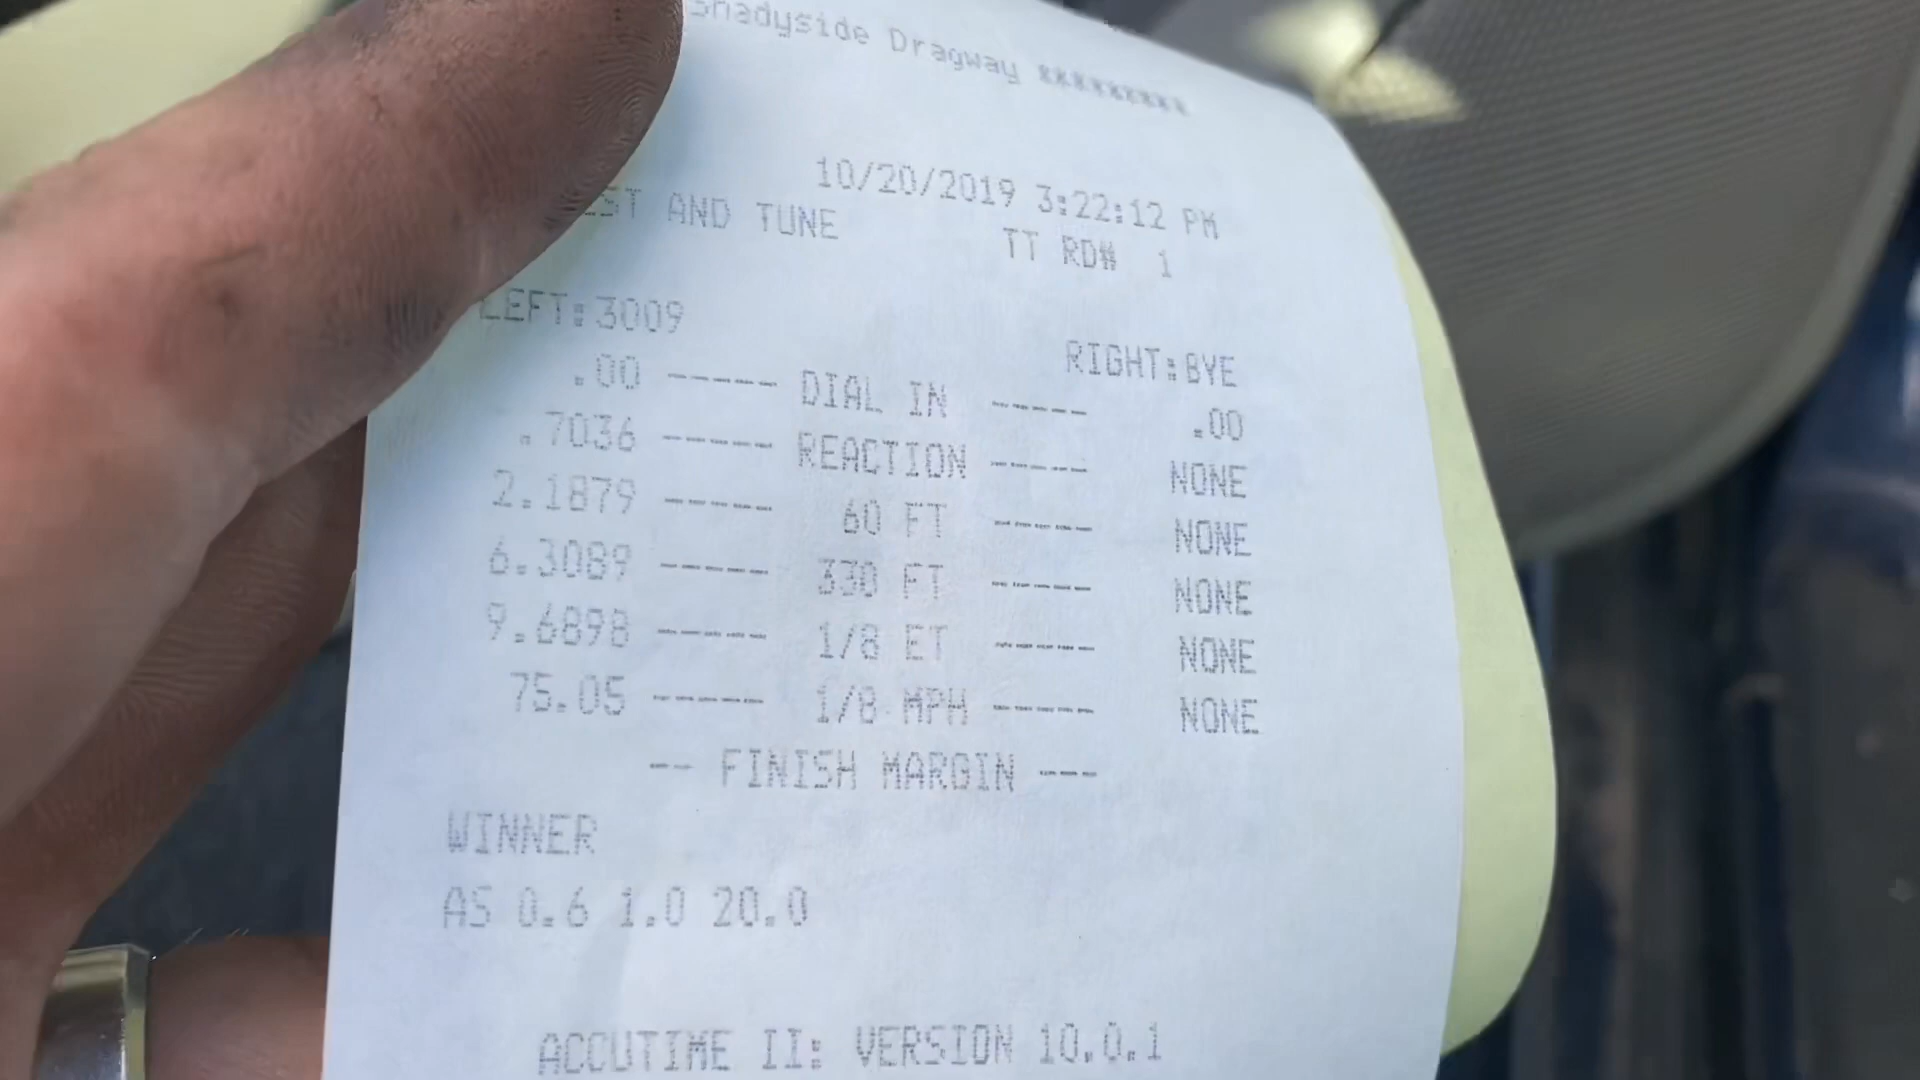 Shadyside Dragway *********
10/20/2019 3:22:12 PM
EST AND TUNE TT RD# 1
LEFT:3009 RIGHT:BYE
.00 ----- DIAL IN ----- .00
.7036 ----- REACTION ----- NONE
2.1879 ----- 60 FT ----- NONE
6.3089 ----- 330 FT ----- NONE
9.6898 ----- 1/8 ET ----- NONE
75.05 ----- 1/8 MPH ----- NONE
-- FINISH MARGIN ---
WINNER
AS 0.6 1.0 20.0
ACCUTIME II: VERSION 10.0.1